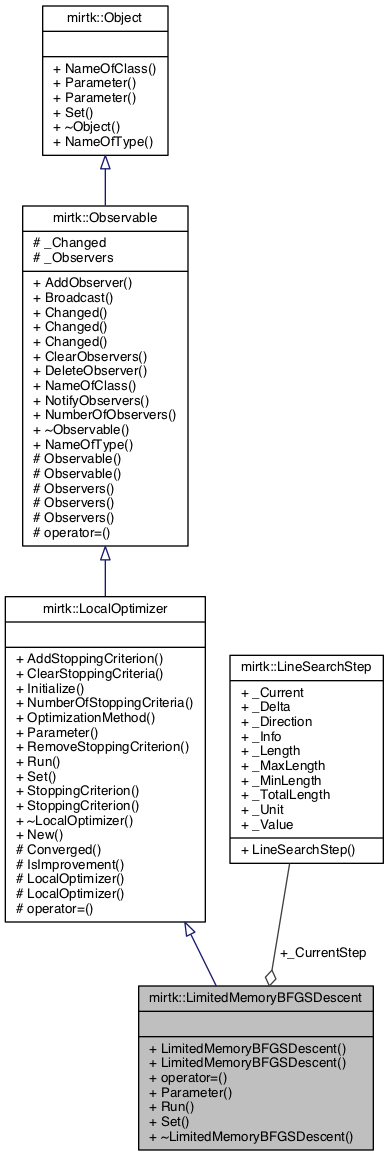 mirtk::Object
+ NameOfClass()
+ Parameter()
+ Parameter()
+ Set()
+ ~Object()
+ NameOfType()
mirtk::Observable
# _Changed
# _Observers
+ AddObserver()
+ Broadcast()
+ Changed()
+ Changed()
+ Changed()
+ ClearObservers()
+ DeleteObserver()
+ NameOfClass()
+ NotifyObservers()
+ NumberOfObservers()
+ ~Observable()
+ NameOfType()
# Observable()
# Observable()
# Observers()
# Observers()
# Observers()
# operator=()
mirtk::LocalOptimizer
+ AddStoppingCriterion()
+ ClearStoppingCriteria()
+ Initialize()
+ NumberOfStoppingCriteria()
+ OptimizationMethod()
+ Parameter()
+ RemoveStoppingCriterion()
+ Run()
+ Set()
+ StoppingCriterion()
+ StoppingCriterion()
+ ~LocalOptimizer()
+ New()
# Converged()
# IsImprovement()
# LocalOptimizer()
# LocalOptimizer()
# operator=()
mirtk::LineSearchStep
+ _Current
+ _Delta
+ _Direction
+ _Info
+ _Length
+ _MaxLength
+ _MinLength
+ _TotalLength
+ _Unit
+ _Value
+ LineSearchStep()
+_CurrentStep
mirtk::LimitedMemoryBFGSDescent
+ LimitedMemoryBFGSDescent()
+ LimitedMemoryBFGSDescent()
+ operator=()
+ Parameter()
+ Run()
+ Set()
+ ~LimitedMemoryBFGSDescent()